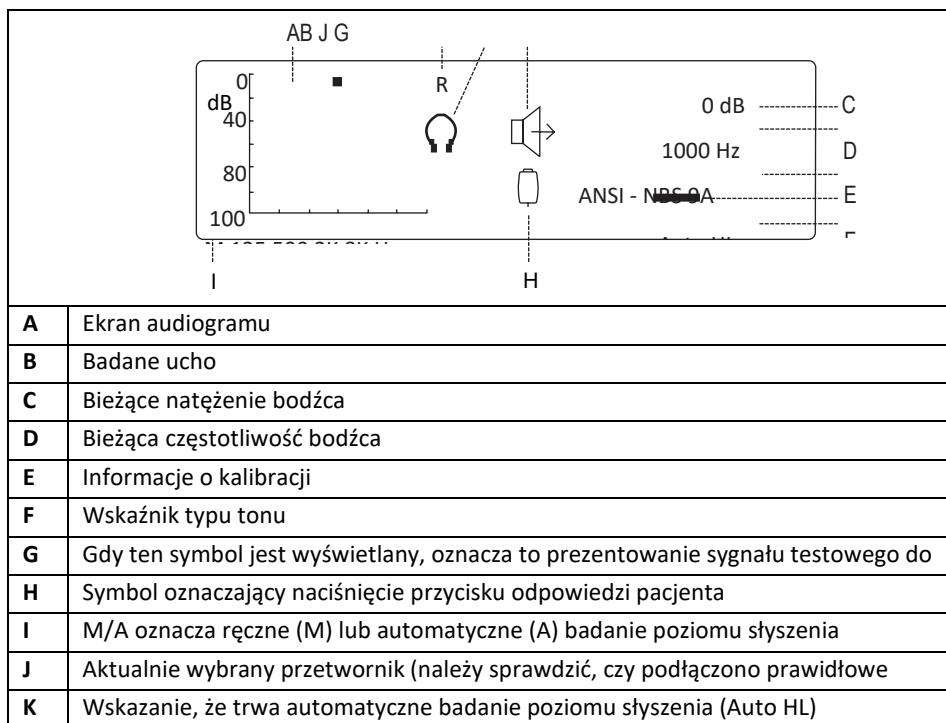 AB J G
0
dB
R
0 dB
C
40
1000 Hz
D
80
ANSI - NBS 9A
E
100
I
H
A Ekran audiogramu
B Badane ucho
C Bieżące natężenie bodźca
D Bieżąca częstotliwość bodźca
E Informacje o kalibracji
F Wskaźnik typu tonu
G Gdy ten symbol jest wyświetlany, oznacza to prezentowanie sygnału testowego do
H Symbol oznaczający naciśnięcie przycisku odpowiedzi pacjenta
I M/A oznacza ręczne (M) lub automatyczne (A) badanie poziomu słyszenia
J Aktualnie wybrany przetwornik (należy sprawdzić, czy podłączono prawidłowe
K Wskazanie, że trwa automatyczne badanie poziomu słyszenia (Auto HL)